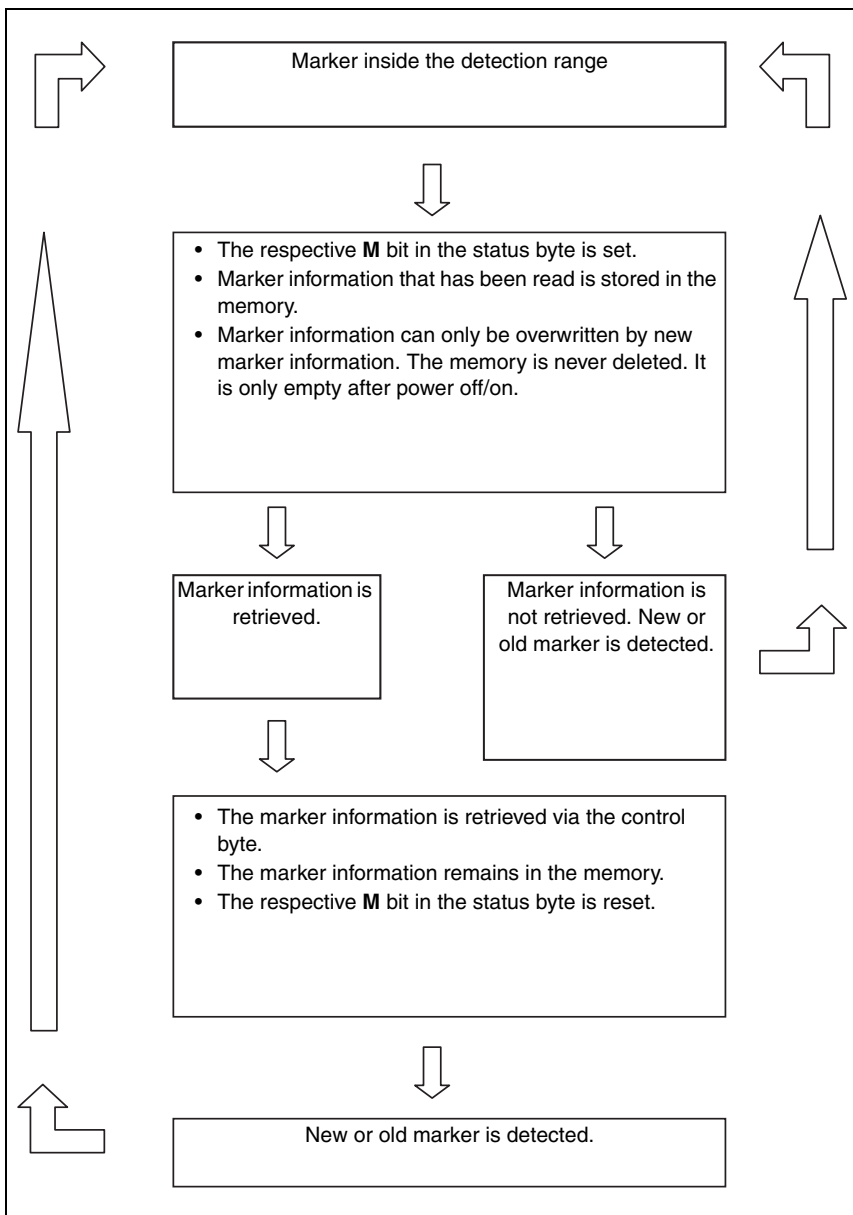 Marker inside the detection range
• The respective M bit in the status byte is set.
• Marker information that has been read is stored in the
memory.
• Marker information can only be overwritten by new
marker information. The memory is never deleted. It
is only empty after power off/on.
Marker information is
retrieved.
Marker information is
not retrieved. New or
old marker is detected.
• The marker information is retrieved via the control
byte.
• The marker information remains in the memory.
• The respective M bit in the status byte is reset.
New or old marker is detected.